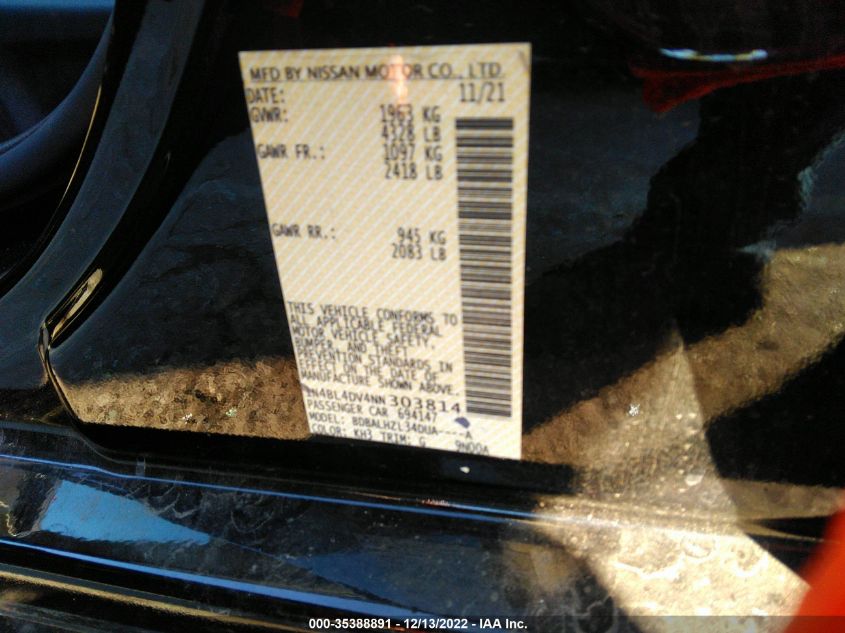 MFD BY NISSAN MOTOR CO., LTD
DATE: 11/21
GVWR: 1963 KG
4328 LB
GAWR FR.: 1097 KG
2418 LB
GAWR RR.: 945 KG
2083 LB
THIS VEHICLE CONFORMS TO
ALL APPLICABLE FEDERAL
MOTOR VEHICLE SAFETY,
BUMPER, AND THEFT
PREVENTION STANDARDS IN
EFFECT ON THE DATE OF
MANUFACTURE SHOWN ABOVE.
1N4BL4DV4NN303814
PASSENGER CAR 694147
MODEL: BDBALHZL34DUA----A
COLOR: KH3 TRIM: G 9N00A
000-35388891 - 12/13/2022 - IAA Inc.